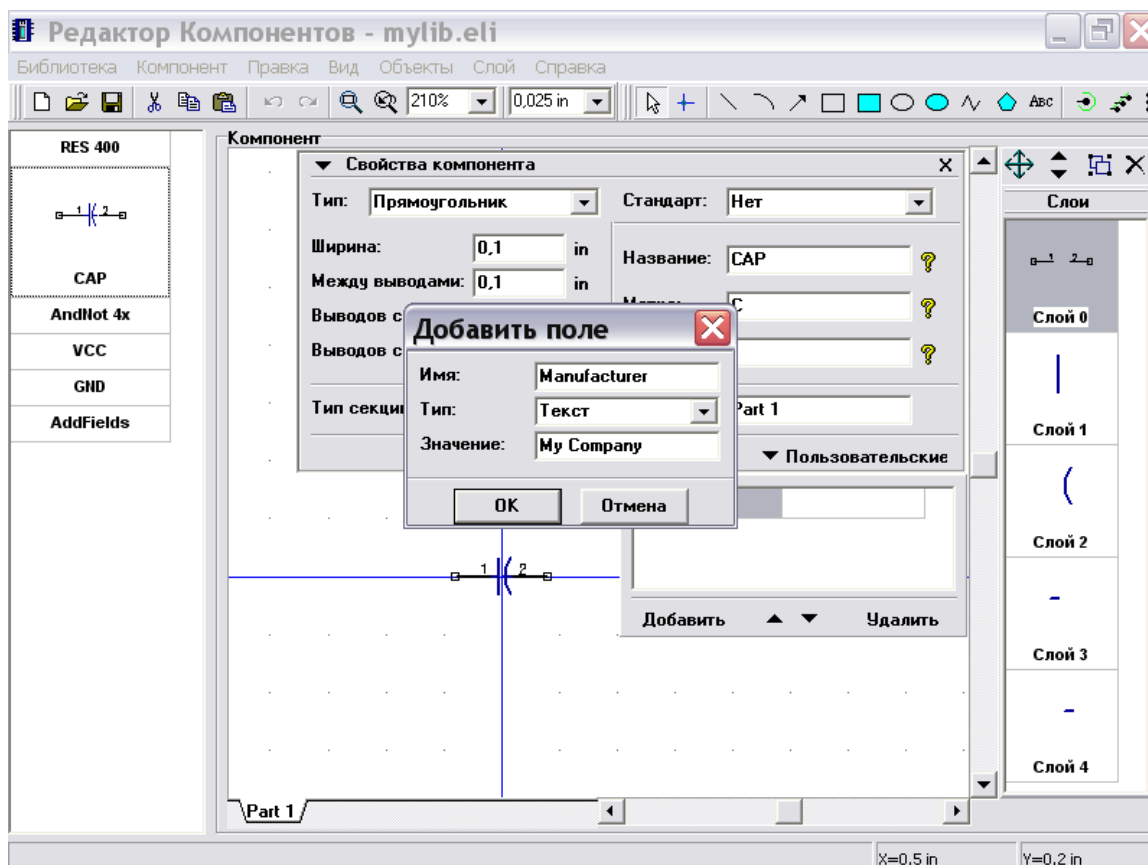 Редактор Компонентов - mylib.eli
Библиотека Компонент Правка Вид Объекты Слой Справка
210% 0,025 in ABC
RES 400
1 2
CAP
AndNot 4x
VCC
GND
AddFields
Компонент
Свойства компонента
Тип: Прямоугольник
Стандарт: Нет
Ширина: 0,1 in
Название: CAP
Между выводами: 0,1 in
C
Выводов с
Выводов с
Тип секци
Part 1
Пользовательские
Добавить поле
Имя: Manufacturer
Тип: Текст
Значение: My Company
OK Отмена
Добавить Удалить
1 2
Part 1
Слои
1 2
Слой 0
Слой 1
Слой 2
Слой 3
Слой 4
X=0,5 in Y=0,2 in